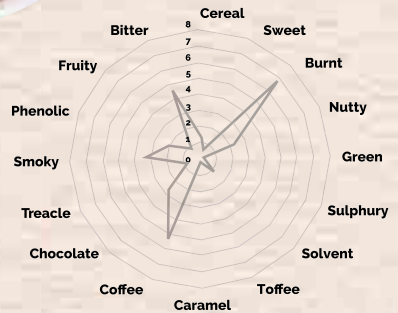 Cereal
Sweet
Burnt
Nutty
Green
Sulphury
Solvent
Toffee
Caramel
Coffee
Chocolate
Treacle
Smoky
Phenolic
Fruity
Bitter
8
7
6
5
4
3
2
1
0